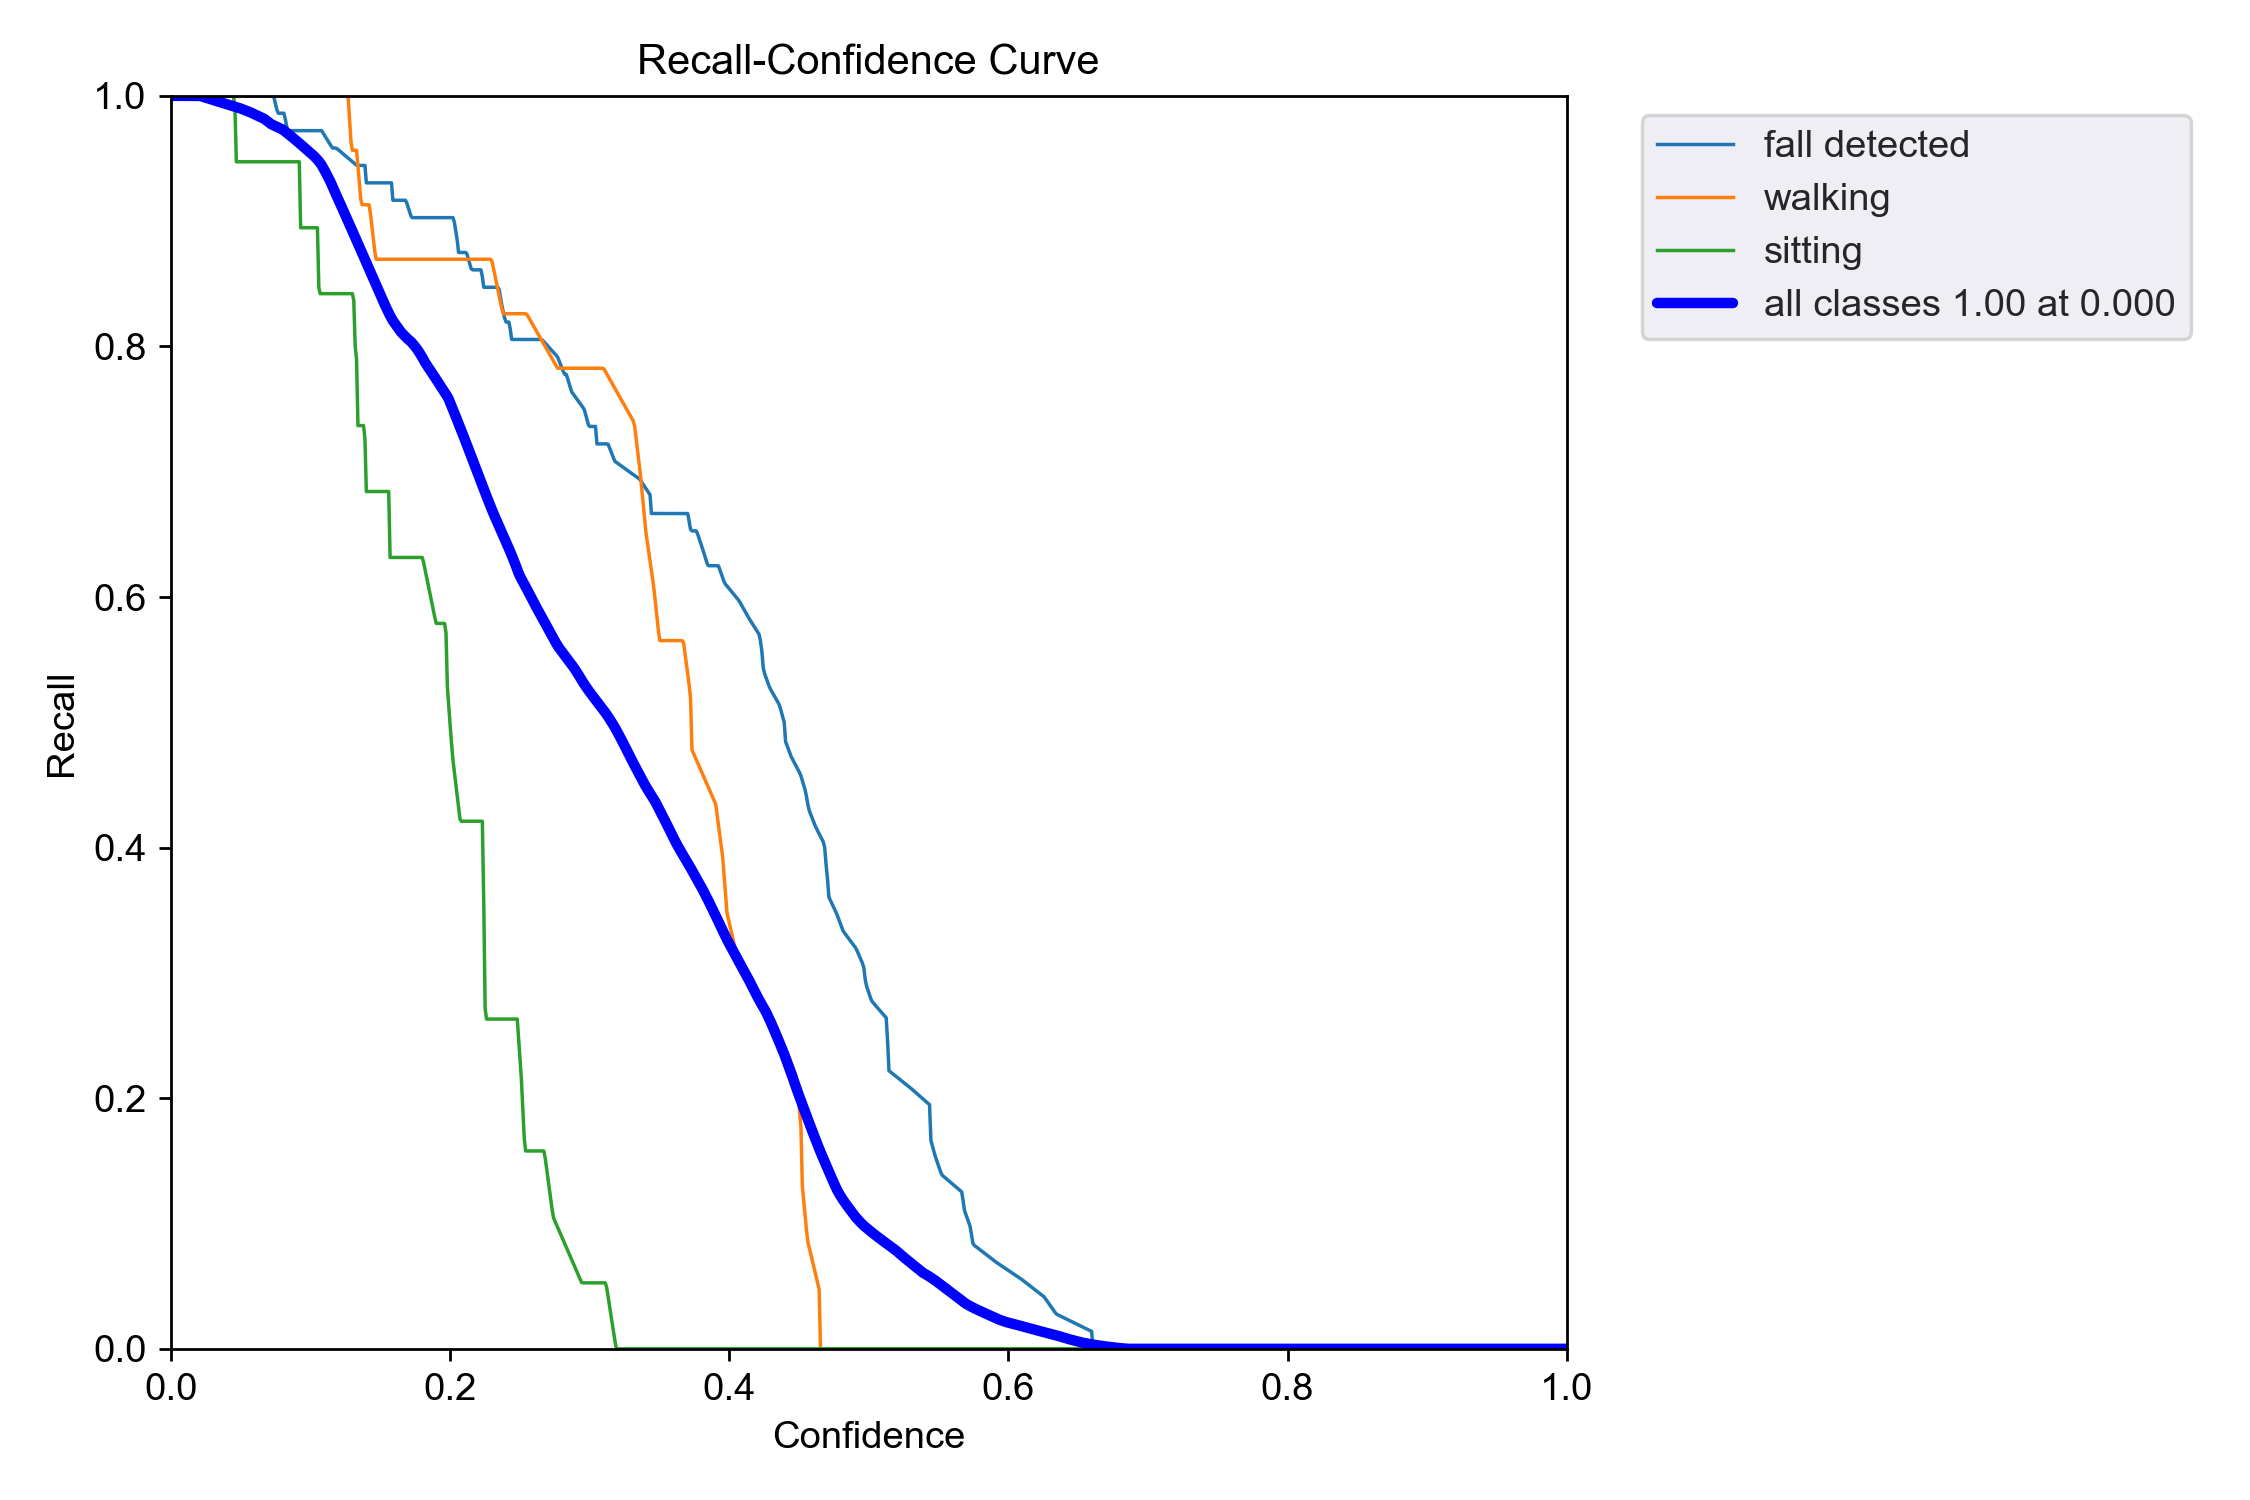 Recall-Confidence Curve
fall detected
walking
sitting
all classes 1.00 at 0.000
1.0
0.8
0.6
0.4
0.2
0.0
Recall
0.0 0.2 0.4 0.6 0.8 1.0
Confidence